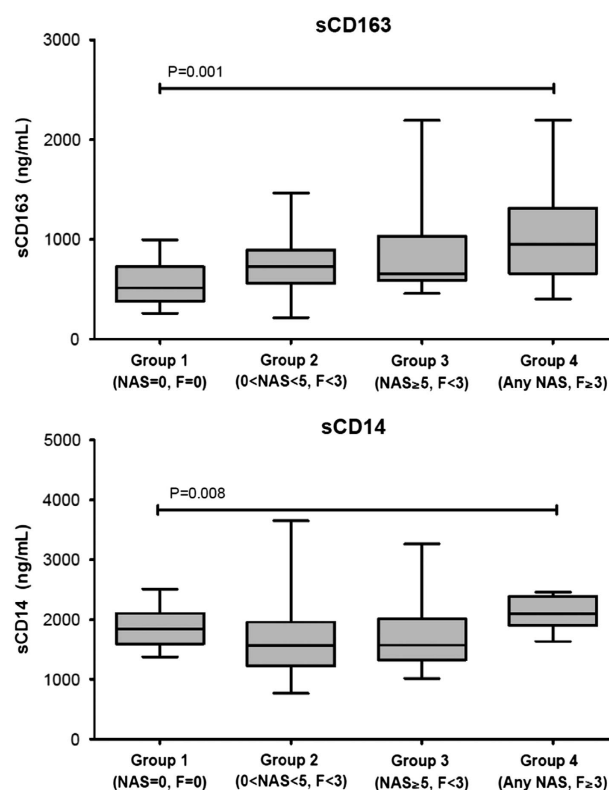 sCD163
3000
P=0.001
2000
sCD163 (ng/mL)
1000
0
Group 1 Group 2 Group 3 Group 4
(NAS=0, F=0) (0<NAS<5, F<3) (NAS≥5, F<3) (Any NAS, F≥3)
sCD14
5000
P=0.008
4000
3000
sCD14 (ng/mL)
2000
1000
0
Group 1 Group 2 Group 3 Group 4
(NAS=0, F=0) (0<NAS<5, F<3) (NAS≥5, F<3) (Any NAS, F≥3)